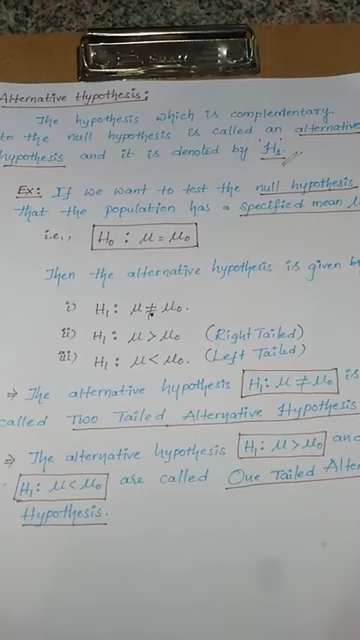 Alternative Hypothesis:
The hypothesis which is complementary
to the null hypothesis is called an alternative
hypothesis and it is denoted by 'H₁'.
Ex: If we want to test the null hypothesis
that the population has a specified mean μ
i.e., H₀ : μ = μ₀
Then the alternative hypothesis is given by
i) H₁ : μ ≠ μ₀.
ii) H₁ : μ > μ₀ (Right Tailed)
iii) H₁ : μ < μ₀. (Left Tailed)
⇒ The alternative hypothesis H₁ : μ ≠ μ₀ is
called Two Tailed Alternative Hypothesis
⇒ The alternative hypothesis H₁ : μ > μ₀ and
H₁ : μ < μ₀ are called One Tailed Alter
Hypothesis.